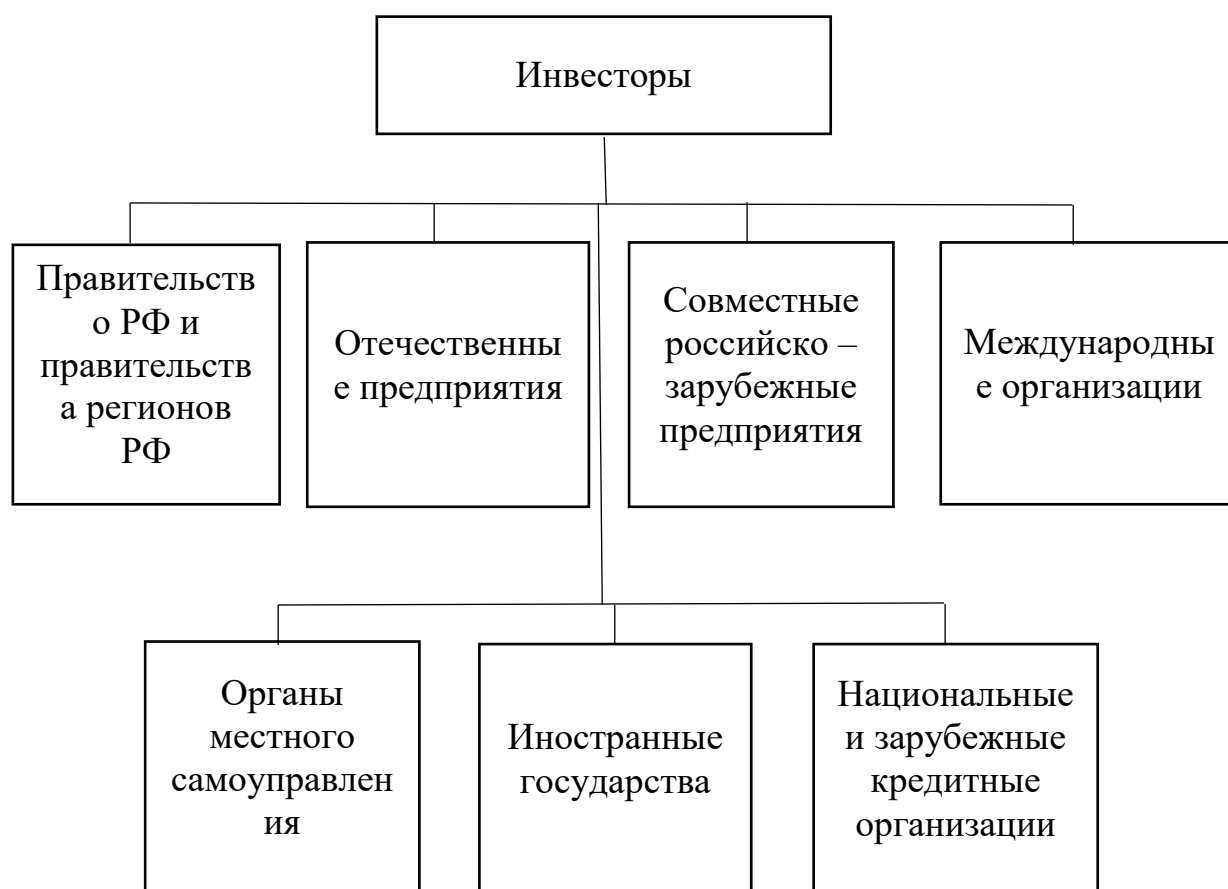 Инвесторы
Правительств
о РФ и
правительств
а регионов
РФ
Отечественны
е предприятия
Совместные
российско –
зарубежные
предприятия
Международны
е организации
Органы
местного
самоуправлен
ия
Иностранные
государства
Национальные
и зарубежные
кредитные
организации